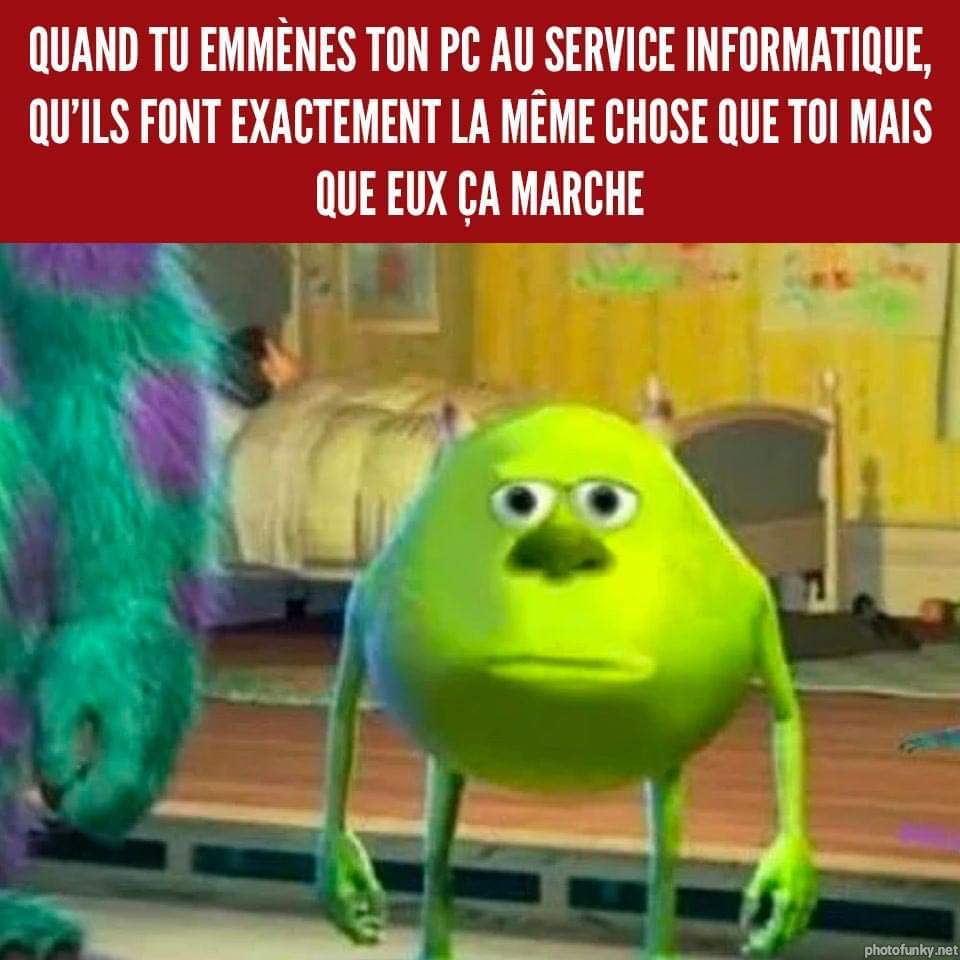 QUAND TU EMMÈNES TON PC AU SERVICE INFORMATIQUE,
QU'ILS FONT EXACTEMENT LA MÊME CHOSE QUE TOI MAIS
QUE EUX ÇA MARCHE
photofunky.net